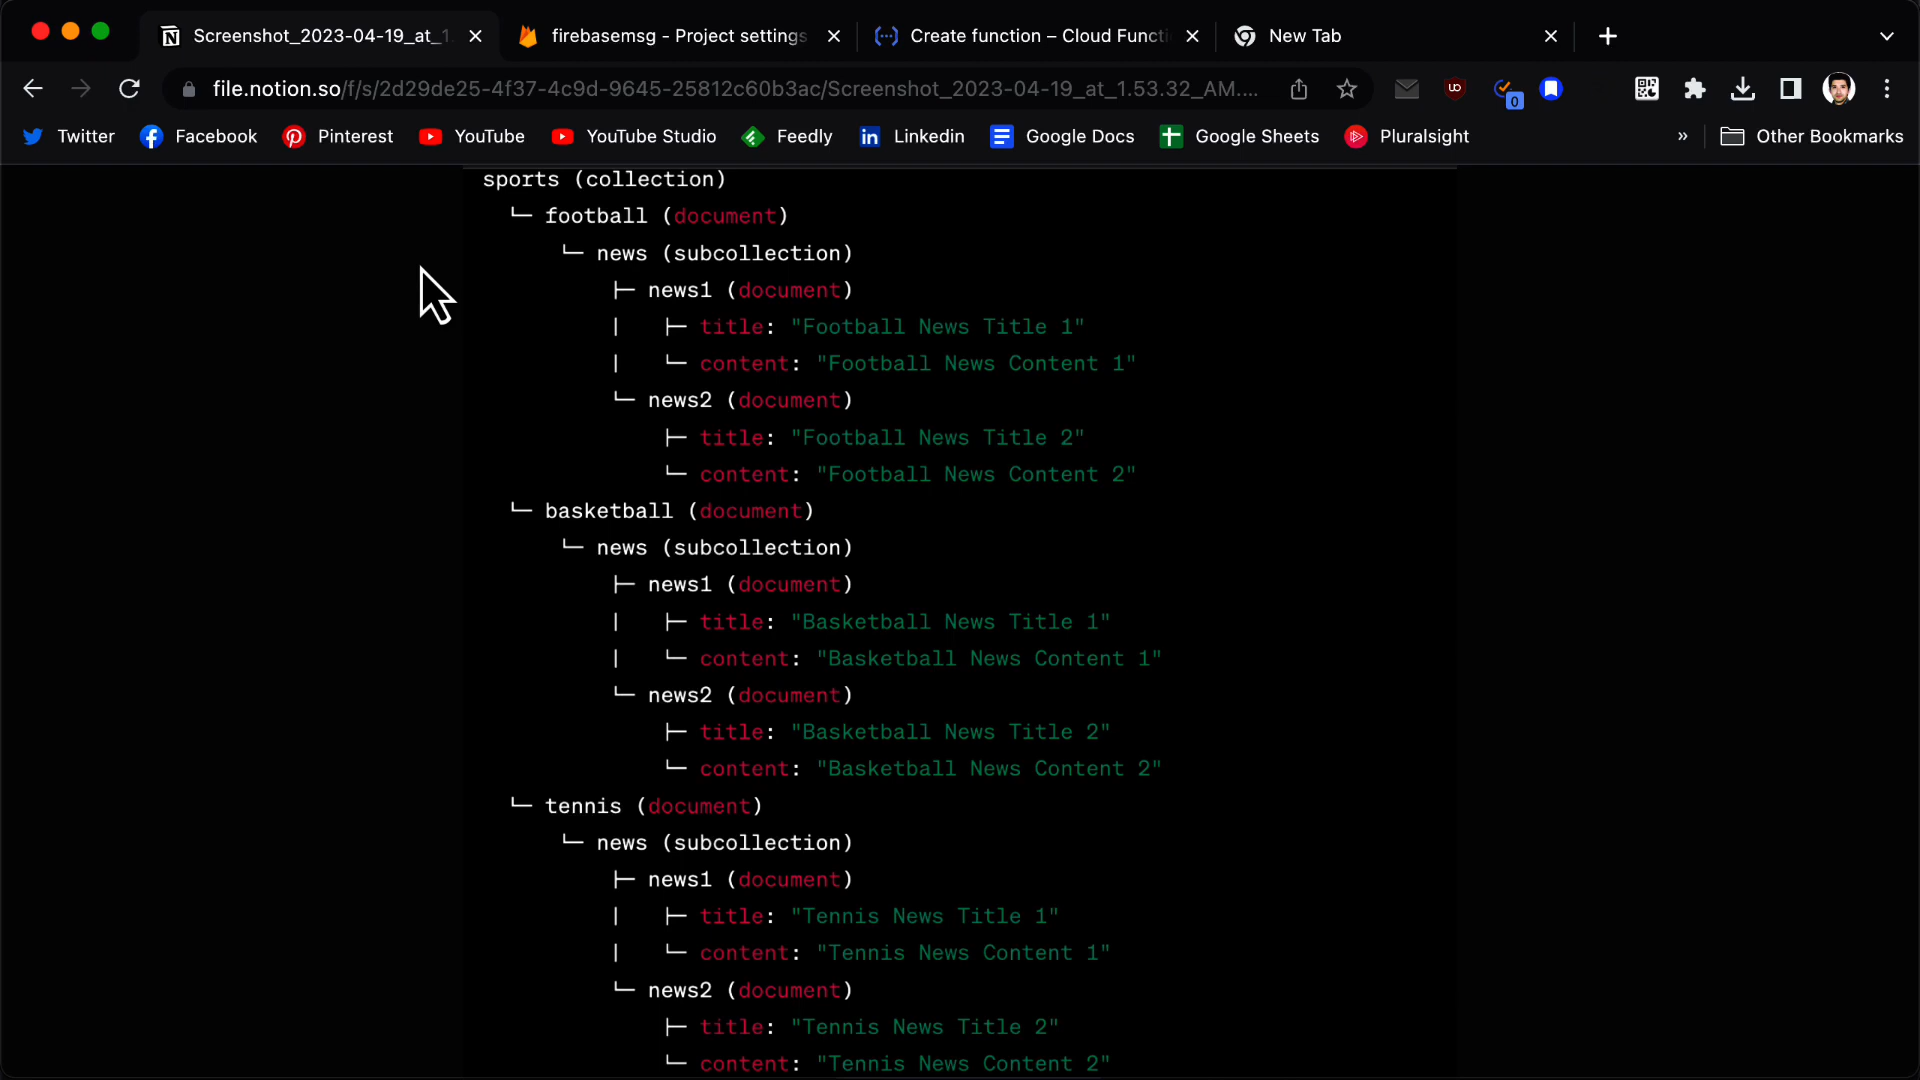 Screenshot_2023-04-19_at_1
firebasemsg - Project settings
Create function – Cloud Functi
New Tab
file.notion.so/f/s/2d29de25-4f37-4c9d-9645-25812c60b3ac/Screenshot_2023-04-19_at_1.53.32_AM....
0
Twitter
Facebook
Pinterest
YouTube
YouTube Studio
Feedly
Linkedin
Google Docs
Google Sheets
Pluralsight
»
Other Bookmarks
sports (collection)
└─ football (document)
└─ news (subcollection)
├─ news1 (document)
│ ├─ title: "Football News Title 1"
│ └─ content: "Football News Content 1"
└─ news2 (document)
├─ title: "Football News Title 2"
└─ content: "Football News Content 2"
└─ basketball (document)
└─ news (subcollection)
├─ news1 (document)
│ ├─ title: "Basketball News Title 1"
│ └─ content: "Basketball News Content 1"
└─ news2 (document)
├─ title: "Basketball News Title 2"
└─ content: "Basketball News Content 2"
└─ tennis (document)
└─ news (subcollection)
├─ news1 (document)
│ ├─ title: "Tennis News Title 1"
│ └─ content: "Tennis News Content 1"
└─ news2 (document)
├─ title: "Tennis News Title 2"
└─ content: "Tennis News Content 2"